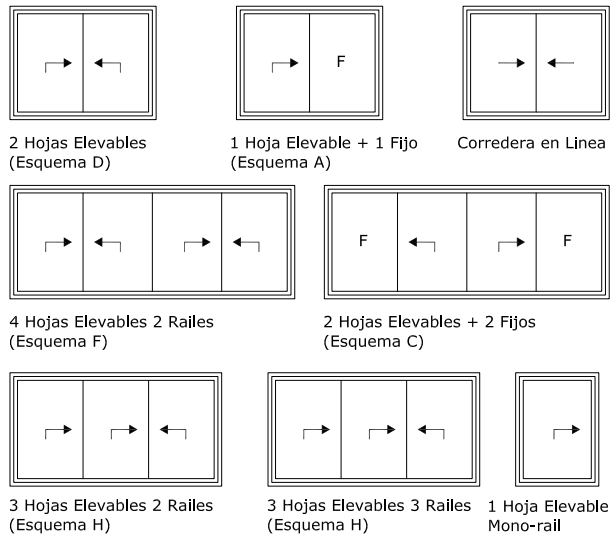 F
2 Hojas Elevables
(Esquema D)
1 Hoja Elevable + 1 Fijo
(Esquema A)
Corredera en Linea
F
F
4 Hojas Elevables 2 Railes
(Esquema F)
2 Hojas Elevables + 2 Fijos
(Esquema C)
3 Hojas Elevables 2 Railes
(Esquema H)
3 Hojas Elevables 3 Railes
(Esquema H)
1 Hoja Elevable
Mono-rail